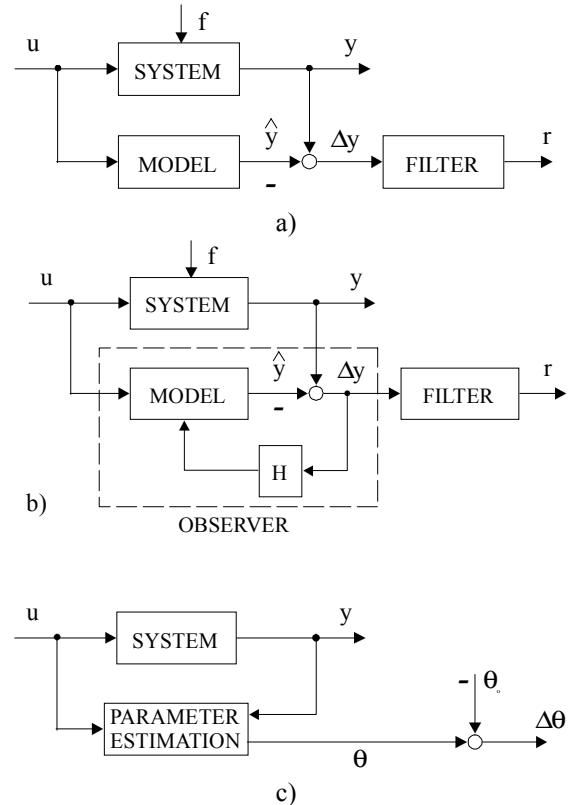 f
u
SYSTEM
y
MODEL
ŷ
-
Δy
FILTER
r
a)
f
u
SYSTEM
y
MODEL
ŷ
-
Δy
FILTER
r
H
b)
OBSERVER
u
SYSTEM
y
PARAMETER
ESTIMATION
θ
-
θ₀
Δθ
c)